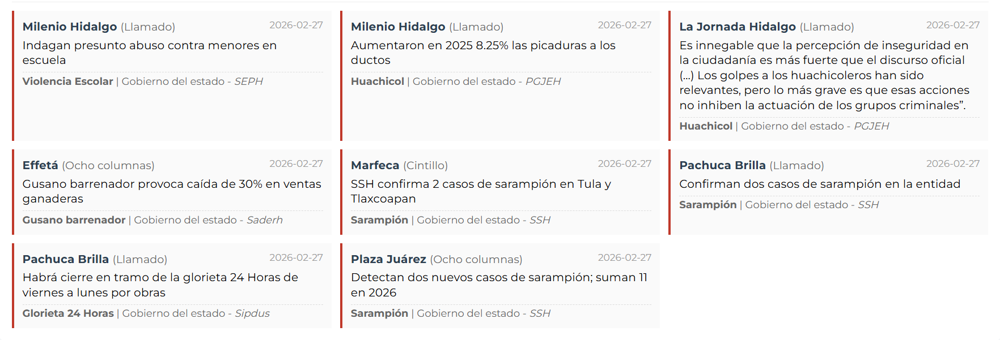 Milenio Hidalgo (Llamado) 2026-02-27
Indagan presunto abuso contra menores en
escuela
Violencia Escolar | Gobierno del estado - SEPH
Milenio Hidalgo (Llamado) 2026-02-27
Aumentaron en 2025 8.25% las picaduras a los
ductos
Huachicol | Gobierno del estado - PGJEH
La Jornada Hidalgo (Llamado) 2026-02-27
Es innegable que la percepción de inseguridad en
la ciudadanía es más fuerte que el discurso oficial
(...) Los golpes a los huachicoleros han sido
relevantes, pero lo más grave es que esas acciones
no inhiben la actuación de los grupos criminales”.
Huachicol | Gobierno del estado - PGJEH
Effetá (Ocho columnas) 2026-02-27
Gusano barrenador provoca caída de 30% en ventas
ganaderas
Gusano barrenador | Gobierno del estado - Saderh
Marfeca (Cintillo) 2026-02-27
SSH confirma 2 casos de sarampión en Tula y
Tlaxcoapan
Sarampión | Gobierno del estado - SSH
Pachuca Brilla (Llamado) 2026-02-27
Confirman dos casos de sarampión en la entidad
Sarampión | Gobierno del estado - SSH
Pachuca Brilla (Llamado) 2026-02-27
Habrá cierre en tramo de la glorieta 24 Horas de
viernes a lunes por obras
Glorieta 24 Horas | Gobierno del estado - Sipdus
Plaza Juárez (Ocho columnas) 2026-02-27
Detectan dos nuevos casos de sarampión; suman 11
en 2026
Sarampión | Gobierno del estado - SSH